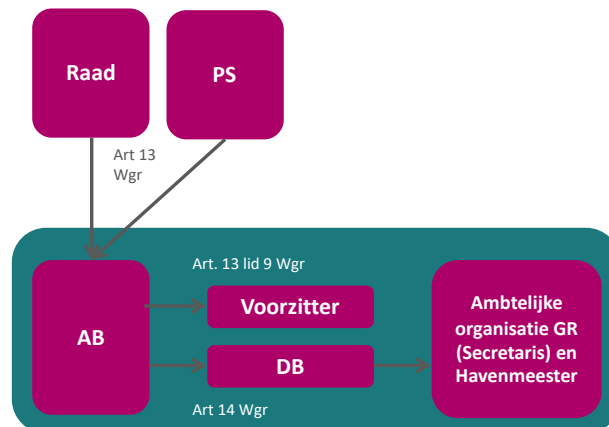 Raad
PS
Art 13
Wgr
Art. 13 lid 9 Wgr
Voorzitter
AB
DB
Art 14 Wgr
Ambtelijke
organisatie GR
(Secretaris) en
Havenmeester